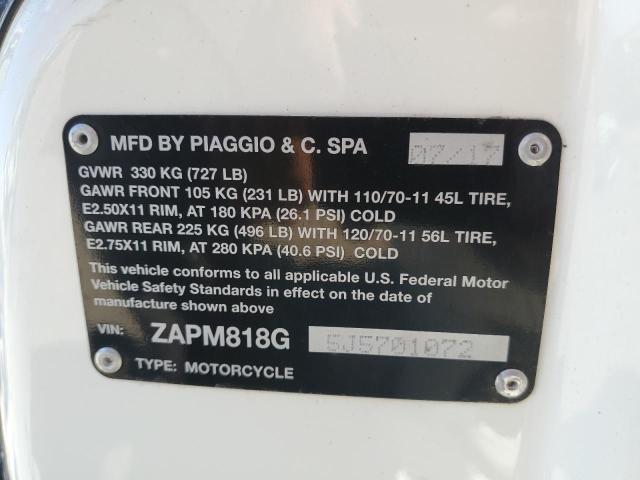 MFD BY PIAGGIO & C. SPA 07/17
GVWR 330 KG (727 LB)
GAWR FRONT 105 KG (231 LB) WITH 110/70-11 45L TIRE,
E2.50X11 RIM, AT 180 KPA (26.1 PSI) COLD
GAWR REAR 225 KG (496 LB) WITH 120/70-11 56L TIRE,
E2.75X11 RIM, AT 280 KPA (40.6 PSI) COLD
This vehicle conforms to all applicable U.S. Federal Motor
Vehicle Safety Standards in effect on the date of
manufacture shown above
VIN: ZAPM818G 5J5701072
TYPE: MOTORCYCLE